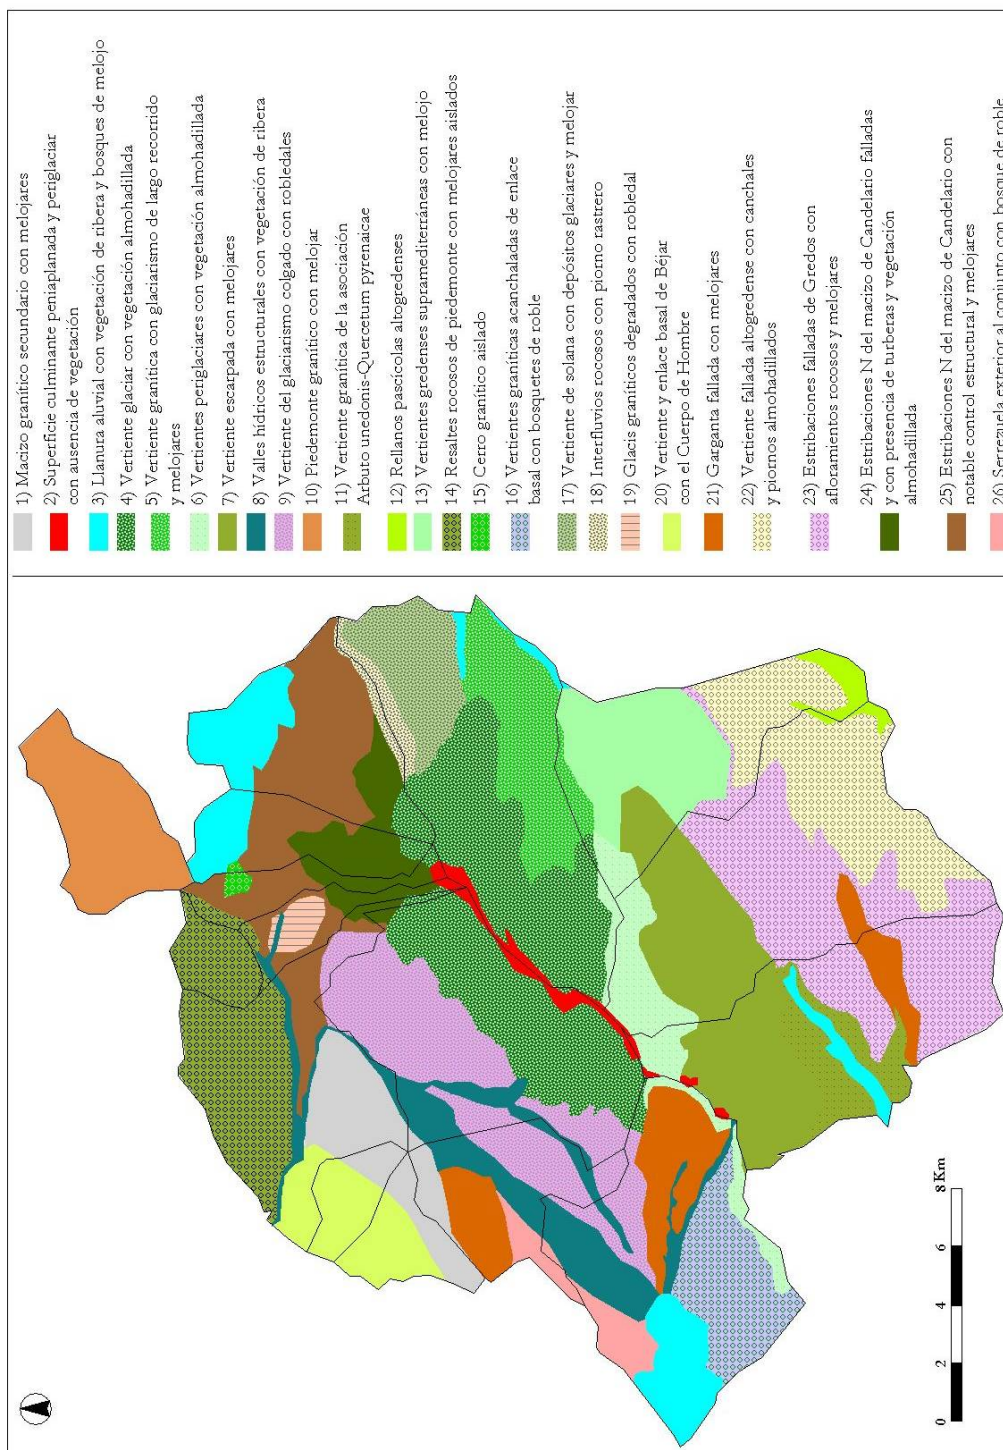 1) Macizo granítico secundario con melojares
2) Superficie culminante peniaplanada y periglaciar
con ausencia de vegetación
3) Llanura aluvial con vegetación de ribera y bosques de melojo
4) Vertiente glaciar con vegetación almohadillada
5) Vertiente granítica con glaciarismo de largo recorrido
y melojares
6) Vertientes periglaciares con vegetación almohadillada
7) Vertiente escarpada con melojares
8) Valles hídricos estructurales con vegetación de ribera
9) Vertiente del glaciarismo colgado con robledales
10) Piedemonte granítico con melojar
11) Vertiente granítica de la asociación
Arbuto unedonis-Quercetum pyrenaicae
12) Rellanos pascícolas altogredenses
13) Vertientes gredenses supramediterráneas con melojo
14) Resaltes rocosos de piedemonte con melojares aislados
15) Cerro granítico aislado
16) Vertientes graníticas acanchaladas de enlace
basal con bosquetes de roble
17) Vertiente de solana con depósitos glaciares y melojar
18) Interfluvios rocosos con piorno rastrero
19) Glacis graníticos degradados con robledal
20) Vertiente y enlace basal de Béjar
con el Cuerpo de Hombre
21) Garganta fallada con melojares
22) Vertiente fallada altogredense con canchales
y piornos almohadillados
23) Estribaciones falladas de Gredos con
afloramientos rocosos y melojares
24) Estribaciones N del macizo de Candelario falladas
y con presencia de turberas y vegetación
almohadillada
25) Estribaciones N del macizo de Candelario con
notable control estructural y melojares
26) Serrezuela exterior al conjunto con bosque de roble
0 2 4 6 8 Km